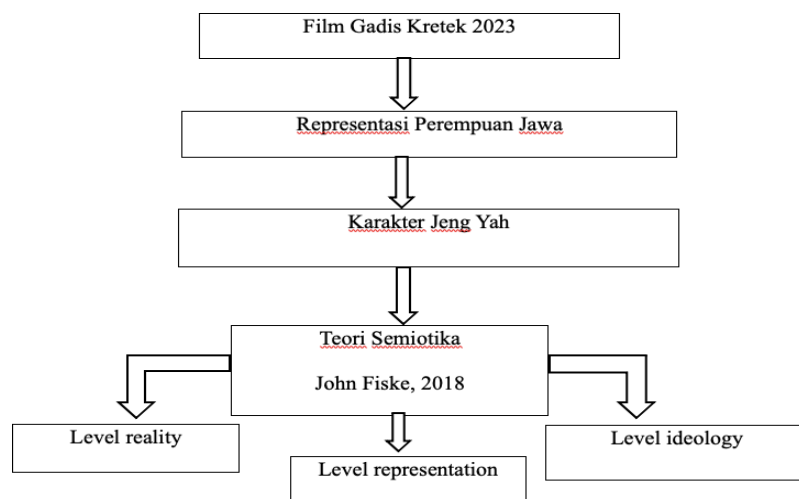 Film Gadis Kretek 2023
Representasi Perempuan Jawa
Karakter Jeng Yah
Teori Semiotika
John Fiske, 2018
Level reality
Level representation
Level ideology